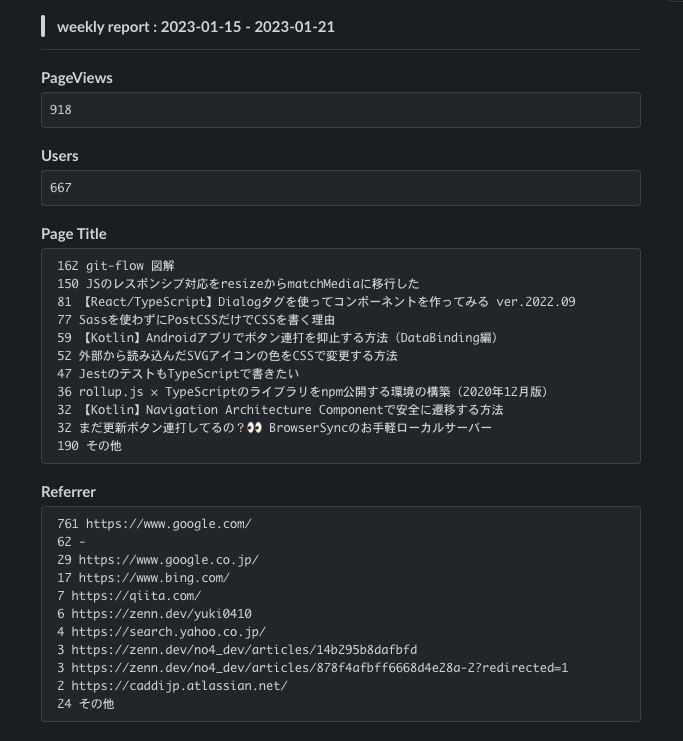 weekly report : 2023-01-15 - 2023-01-21
PageViews
918
Users
667
Page Title
162 git-flow 図解
150 JSのレスポンシブ対応をresizeからmatchMediaに移行した
81 【React/TypeScript】Dialogタグを使ってコンポーネントを作ってみる ver.2022.09
77 Sassを使わずにPostCSSだけでCSSを書く理由
59 【Kotlin】Androidアプリでボタン連打を抑止する方法（DataBinding編）
52 外部から読み込んだSVGアイコンの色をCSSで変更する方法
47 JestのテストもTypeScriptで書きたい
36 rollup.js × TypeScriptのライブラリをnpm公開する環境の構築（2020年12月版）
32 【Kotlin】Navigation Architecture Componentで安全に遷移する方法
32 まだ更新ボタン連打してるの？👀 BrowserSyncのお手軽ローカルサーバー
190 その他
Referrer
761 https://www.google.com/
62 -
29 https://www.google.co.jp/
17 https://www.bing.com/
7 https://qiita.com/
6 https://zenn.dev/yuki0410
4 https://search.yahoo.co.jp/
3 https://zenn.dev/no4_dev/articles/14b295b8dafbfd
3 https://zenn.dev/no4_dev/articles/878f4afbff6668d4e28a-2?redirected=1
2 https://caddijp.atlassian.net/
24 その他